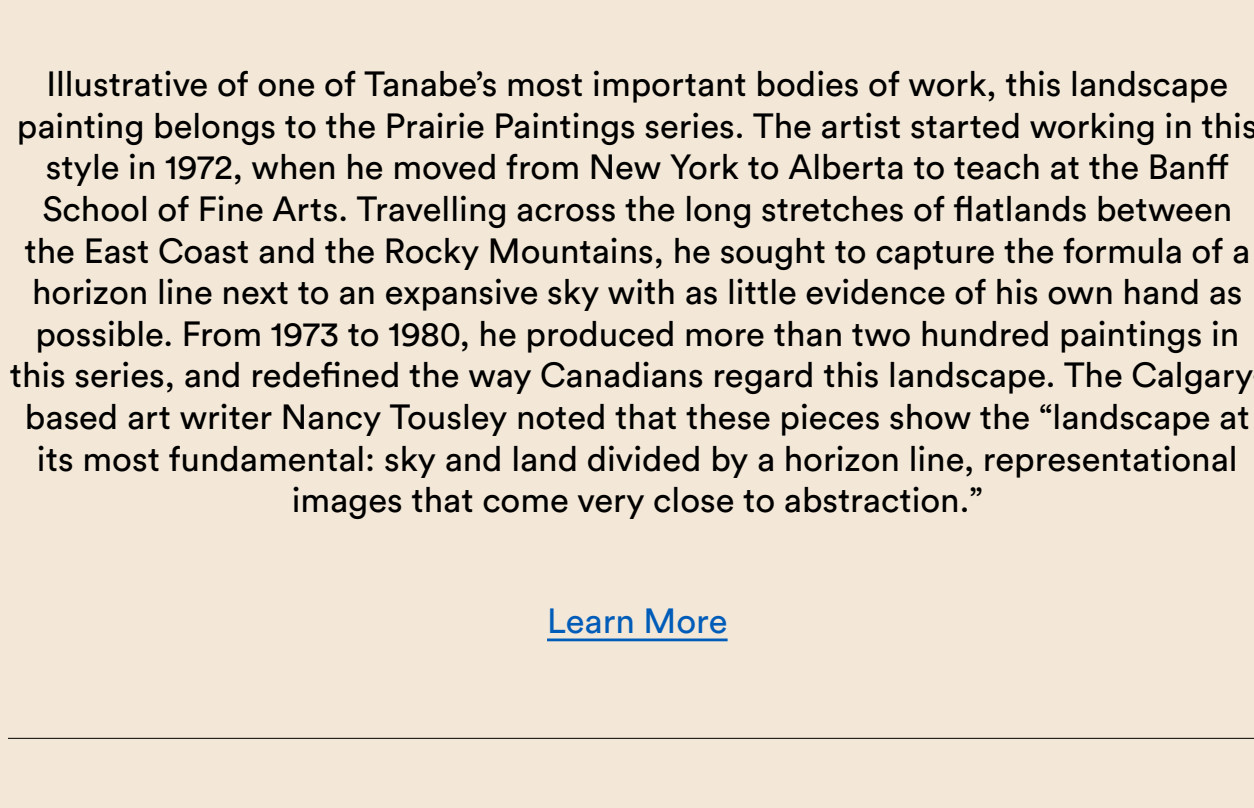 Illustrative of one of Tanabe’s most important bodies of work, this landscape
painting belongs to the Prairie Paintings series. The artist started working in this
style in 1972, when he moved from New York to Alberta to teach at the Banff
School of Fine Arts. Travelling across the long stretches of flatlands between
the East Coast and the Rocky Mountains, he sought to capture the formula of a
horizon line next to an expansive sky with as little evidence of his own hand as
possible. From 1973 to 1980, he produced more than two hundred paintings in
this series, and redefined the way Canadians regard this landscape. The Calgary-
based art writer Nancy Tousley noted that these pieces show the “landscape at
its most fundamental: sky and land divided by a horizon line, representational
images that come very close to abstraction.”
Learn More